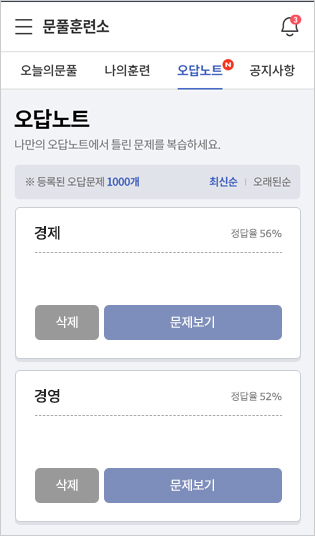 문풀훈련소
3
오늘의문풀 나의훈련 오답노트 N 공지사항
오답노트
나만의 오답노트에서 틀린 문제를 복습하세요.
※ 등록된 오답문제 1000개 최신순 | 오래된순
경제 정답율 56%
삭제 문제보기
경영 정답율 52%
삭제 문제보기